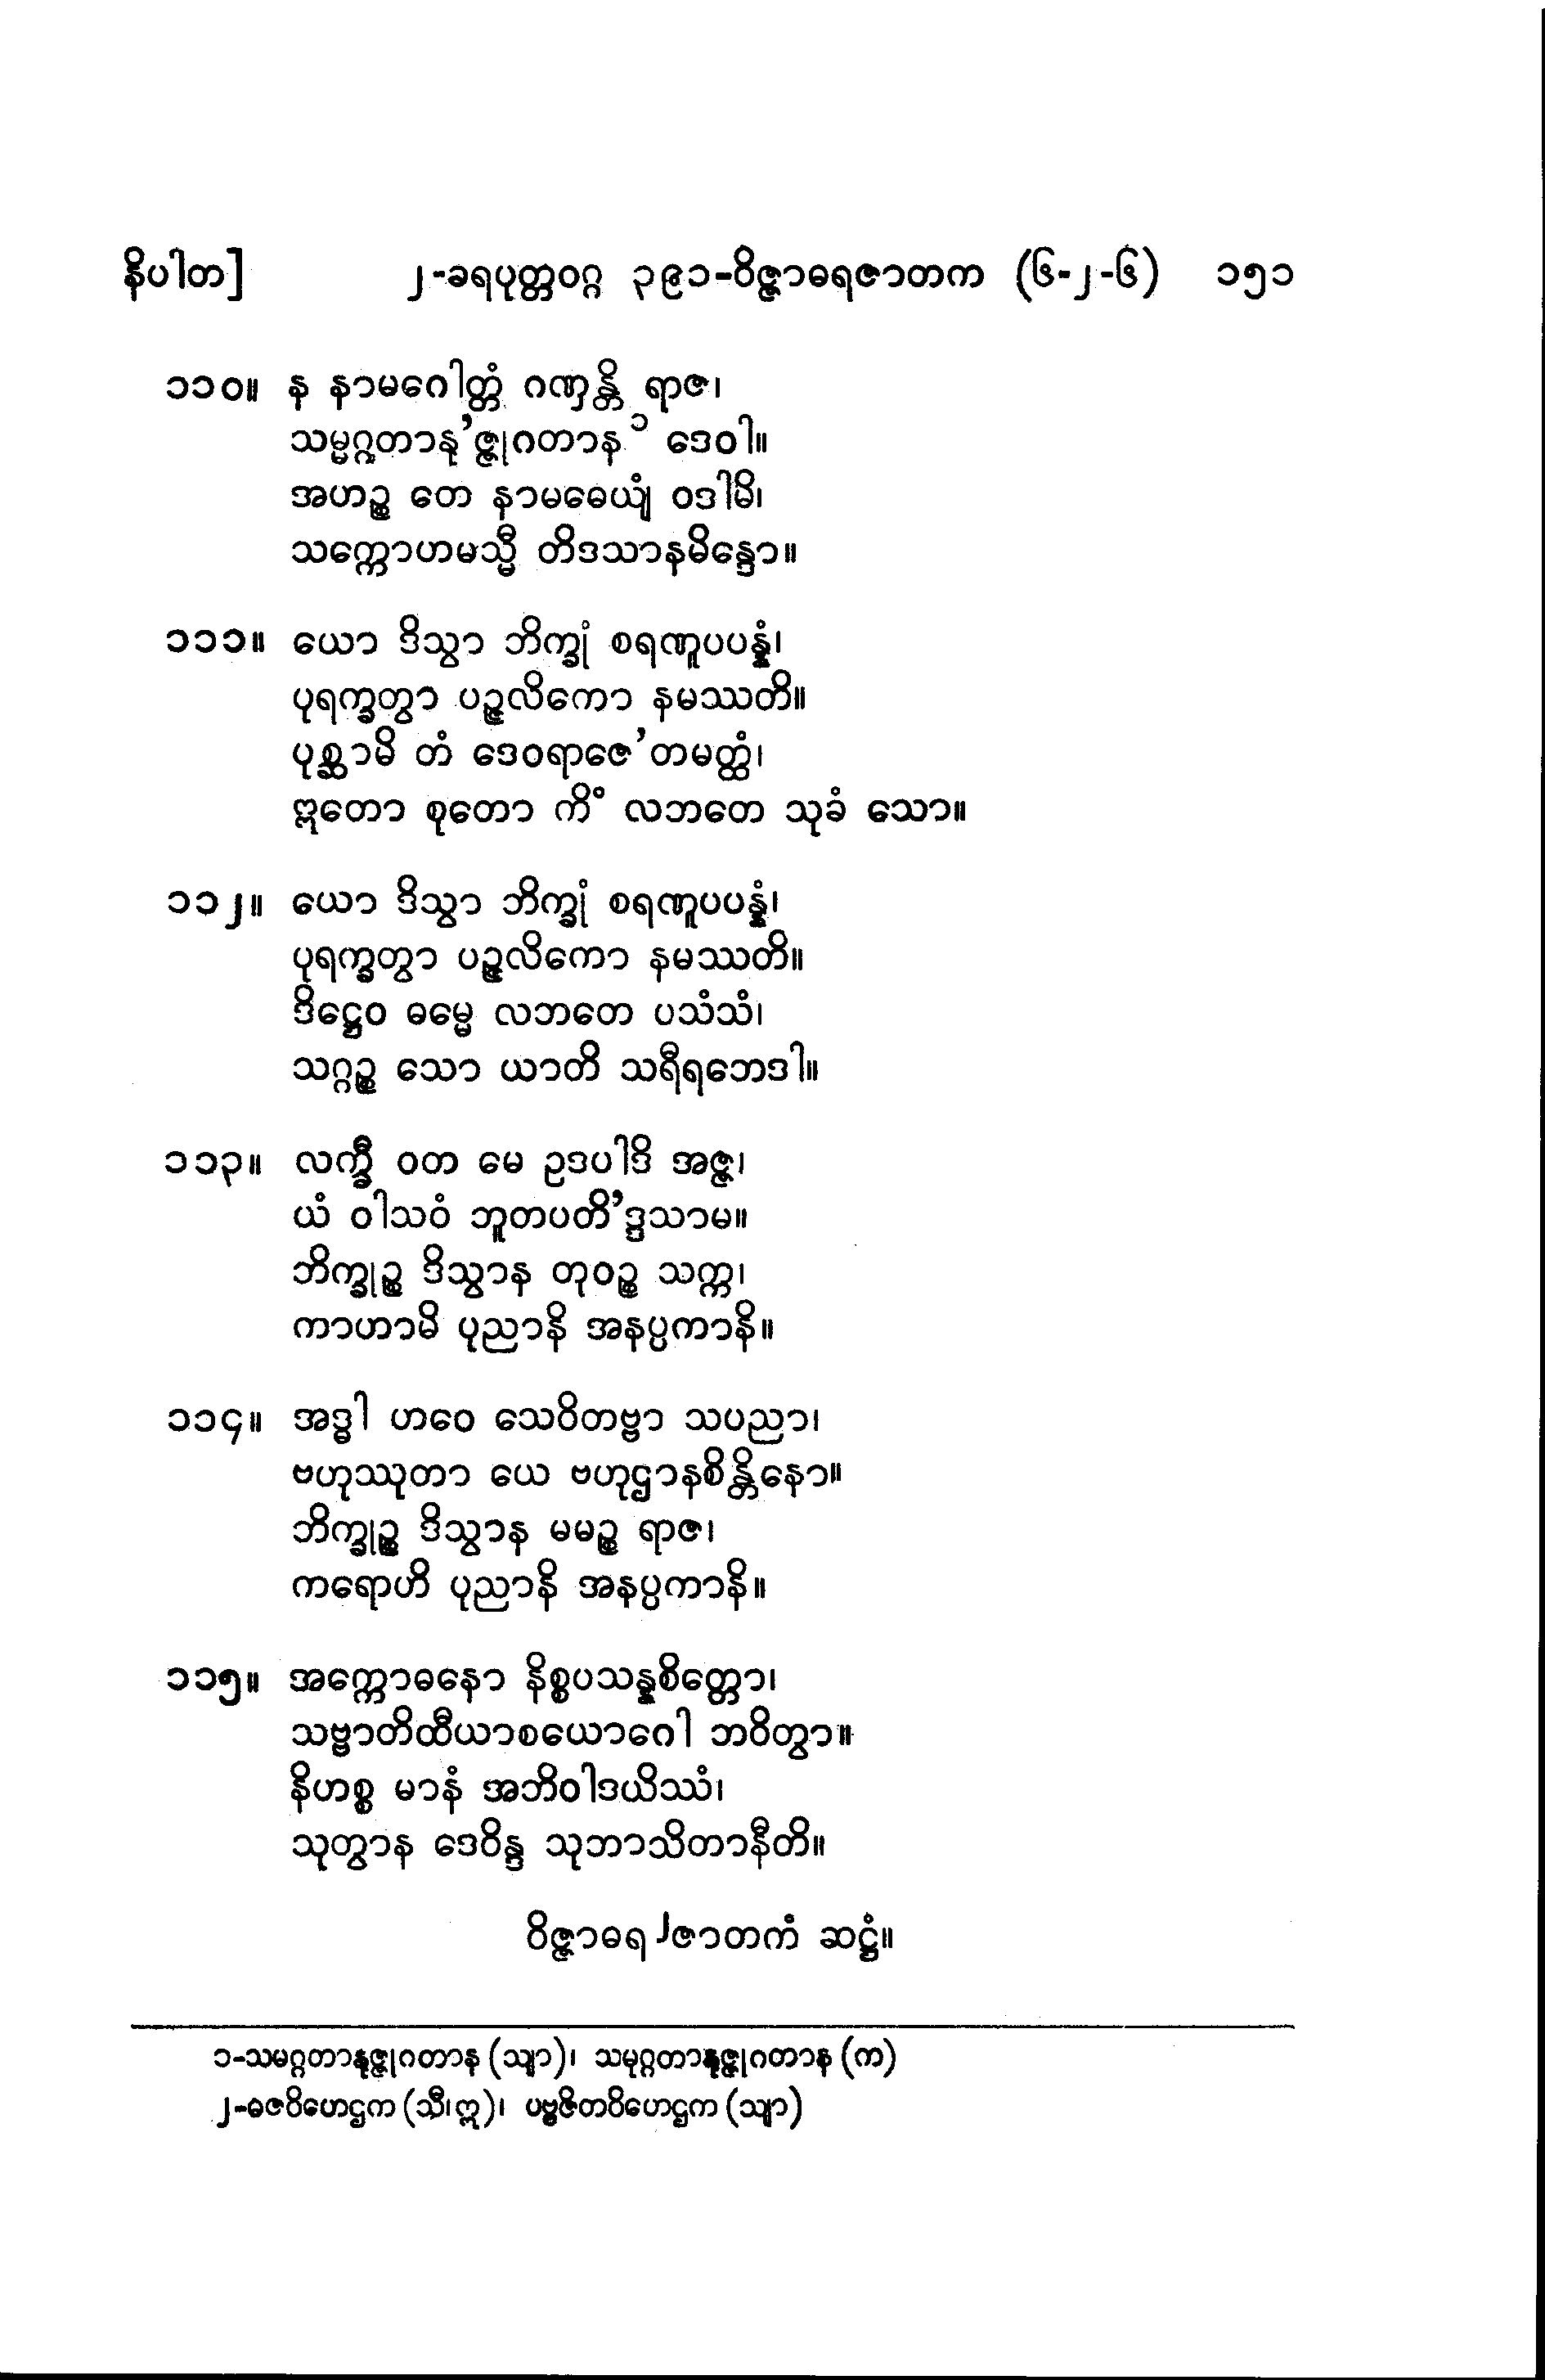 နိပါတ] ၂-ခရပုတ္တဝဂ္ဂ ၃၉၁-ဝိဇ္ဇာဓရဇာတက (၆-၂-၆) ၁၅၁
၁၁၀။ န နာမဂေါတ္တံ ဂဏှန္တိ ရာဇ၊
သမ္မဂ္ဂတာနု’ဇ္ဇုဂတာန ၁ ဒေဝါ။
အဟဉ္စ တေ နာမဓေယျံ ဝဒါမိ၊
သက္ကောဟမသ္မီ တိဒသာနမိန္ဒော။
၁၁၁။ ယော ဒိသွာ ဘိက္ခုံ စရဏူပပန္နံ၊
ပုရက္ခတွာ ပဉ္ဇလိကော နမဿတိ။
ပုစ္ဆာမိ တံ ဒေဝရာဇေ’တမတ္ထံ၊
ဣတော စုတော ကိံ လဘတေ သုခံ သော။
၁၁၂။ ယော ဒိသွာ ဘိက္ခုံ စရဏူပပန္နံ၊
ပုရက္ခတွာ ပဉ္ဇလိကော နမဿတိ။
ဒိဋ္ဌေဝ ဓမ္မေ လဘတေ ပသံသံ၊
သဂ္ဂဉ္စ သော ယာတိ သရီရဘေဒါ။
၁၁၃။ လက္ခီ ဝတ မေ ဥဒပါဒိ အဇ္ဇ၊
ယံ ဝါသဝံ ဘူတပတိ’ဒ္ဒသာမ။
ဘိက္ခုဉ္စ ဒိသွာန တုဝဉ္စ သက္က၊
ကာဟာမိ ပုညာနိ အနပ္ပကာနိ။
၁၁၄။ အဒ္ဓါ ဟဝေ သေဝိတဗ္ဗာ သပညာ၊
ဗဟုဿုတာ ယေ ဗဟုဌာနစိန္တိနော။
ဘိက္ခုဉ္စ ဒိသွာန မမဉ္စ ရာဇ၊
ကရောဟိ ပုညာနိ အနပ္ပကာနိ။
၁၁၅။ အက္ကောဓနော နိစ္စပသန္နစိတ္တော၊
သဗ္ဗာတိထီယာစယောဂေါ ဘဝိတွာ။
နိဟစ္စ မာနံ အဘိဝါဒယိဿံ၊
သုတွာန ဒေဝိန္ဒ သုဘာသိတာနီတိ။
ဝိဇ္ဇာဓရ၂ဇာတကံ ဆဋ္ဌံ။
၁-သမဂ္ဂတာနုဇ္ဇုဂတာန (သျာ)၊ သမုဂ္ဂတာနုဇ္ဇုဂတာန (က)
၂-ဓဇဝိဟေဌက (သီ၊ဣ)၊ ပဗ္ဗဇိတဝိဟေဌက (သျာ)